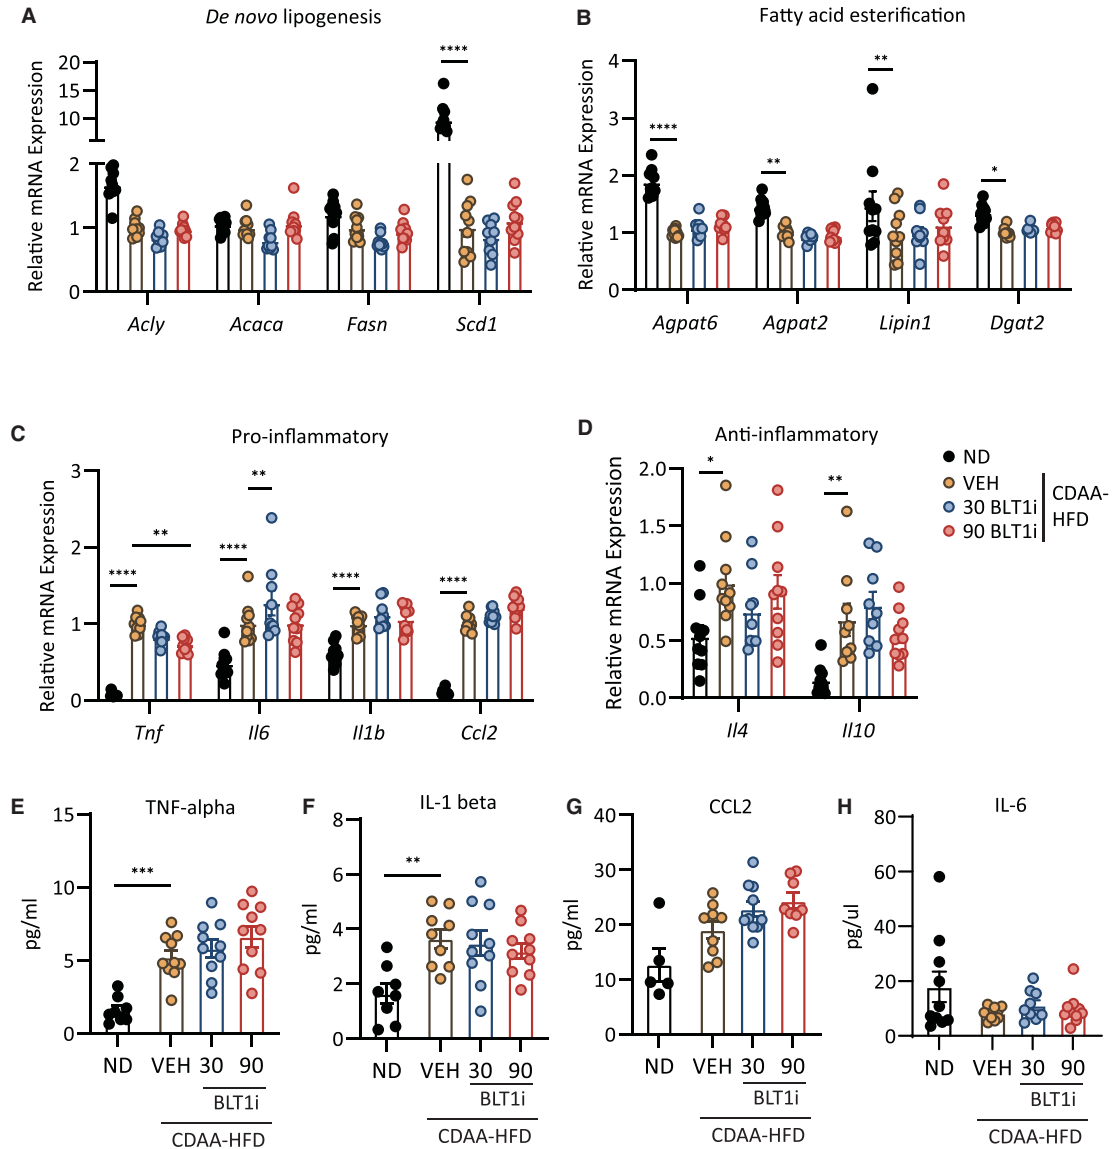 A
De novo lipogenesis
Relative mRNA Expression
20
15
10
2
1
0
****
Acly
Acaca
Fasn
Scd1
B
Fatty acid esterification
Relative mRNA Expression
4
3
2
1
0
****
**
**
*
Agpat6
Agpat2
Lipin1
Dgat2
C
Pro-inflammatory
Relative mRNA Expression
3
2
1
0
****
**
****
**
****
****
Tnf
Il6
Il1b
Ccl2
D
Anti-inflammatory
Relative mRNA Expression
2.0
1.5
1.0
0.5
0.0
*
**
Il4
Il10
ND
VEH
30 BLT1i
90 BLT1i
CDAA-
HFD
E
TNF-alpha
pg/ml
15
10
5
0
***
ND
VEH
30
90
BLT1i
CDAA-HFD
F
IL-1 beta
pg/ml
8
6
4
2
0
**
ND
VEH
30
90
BLT1i
CDAA-HFD
G
CCL2
pg/ml
40
30
20
10
0
ND
VEH
30
90
BLT1i
CDAA-HFD
H
IL-6
pg/ul
80
60
40
20
0
ND
VEH
30
90
BLT1i
CDAA-HFD